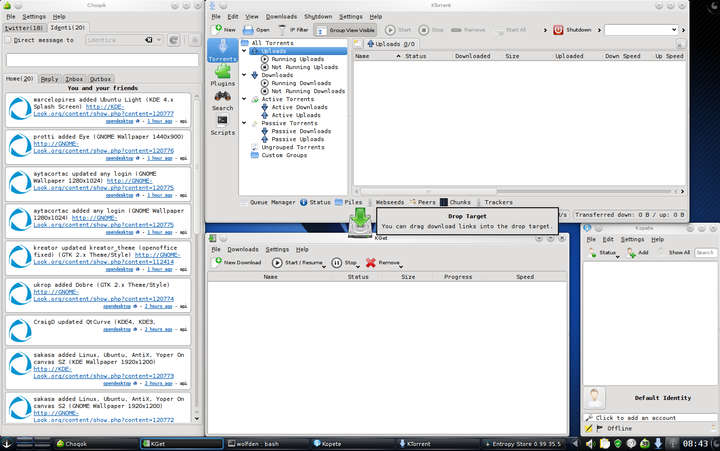 Choqok
File Settings Help
twitter(18) Identi(20)
Direct message to identica
Home(20) Reply Inbox Outbox
You and your friends
marcelopires added Ubuntu Light (KDE 4.x
Splash Screen) http://KDE-
Look.org/content/show.php?content=120777
opendesktop - 1 hour ago - api
protti added Eye (GNOME Wallpaper 1440x900)
http://GNOME-
Look.org/content/show.php?content=120776
opendesktop - 1 hour ago - api
aytacortac updated any login (GNOME Wallpaper
1280x1024) http://GNOME-
Look.org/content/show.php?content=120775
opendesktop - 1 hour ago - api
aytacortac added any login (GNOME Wallpaper
1280x1024) http://GNOME-
Look.org/content/show.php?content=120775
opendesktop - 1 hour ago - api
kreator updated kreator_theme (openoffice
fixed) (GTK 2.x Theme/Style) http://GNOME-
Look.org/content/show.php?content=112414
opendesktop - 1 hour ago - api
ukrop added Dobre (GTK 2.x Theme/Style)
http://GNOME-
Look.org/content/show.php?content=120774
opendesktop - 2 hours ago - api
CraigD updated QtCurve (KDE4, KDE3,
opendesktop - 2 hours ago - api
sakasa added Linux, Ubuntu, AntiX, Yoper On
canvas S2 (KDE Wallpaper 1920x1200)
http://KDE-
Look.org/content/show.php?content=120773
opendesktop - 2 hours ago - api
sakasa added Linux, Ubuntu, AntiX, Yoper On
canvas S2 (GNOME Wallpaper 1920x1200)
http://GNOME-
Look.org/content/show.php?content=120772
KTorrent
File Edit View Downloads Shutdown Settings Help
New Open IP Filter Group View Visible Start Stop Remove Start All Shutdown
Torrents
Plugins
Search
Scripts
All Torrents
Uploads
Running Uploads
Not Running Uploads
Downloads
Running Downloads
Not Running Downloads
Active Torrents
Active Downloads
Active Uploads
Passive Torrents
Passive Downloads
Passive Uploads
Ungrouped Torrents
Custom Groups
Uploads 0/0
Name Status Downloaded Size Uploaded Down Speed Up Speed
Queue Manager Status Files Webseeds Peers Chunks Trackers
Transferred down: 0 B / up: 0 B
Drop Target
You can drag download links into the drop target.
KGet
File Downloads Settings Help
New Download Start / Resume Stop Remove
Name Status Size Progress Speed
Kopete
File Edit Settings Help
Status Add Show All
Default Identity
Click to add an account
Offline
Choqok KGet wolfden : bash Kopete KTorrent Entropy Store 0.99.35.5 08:43